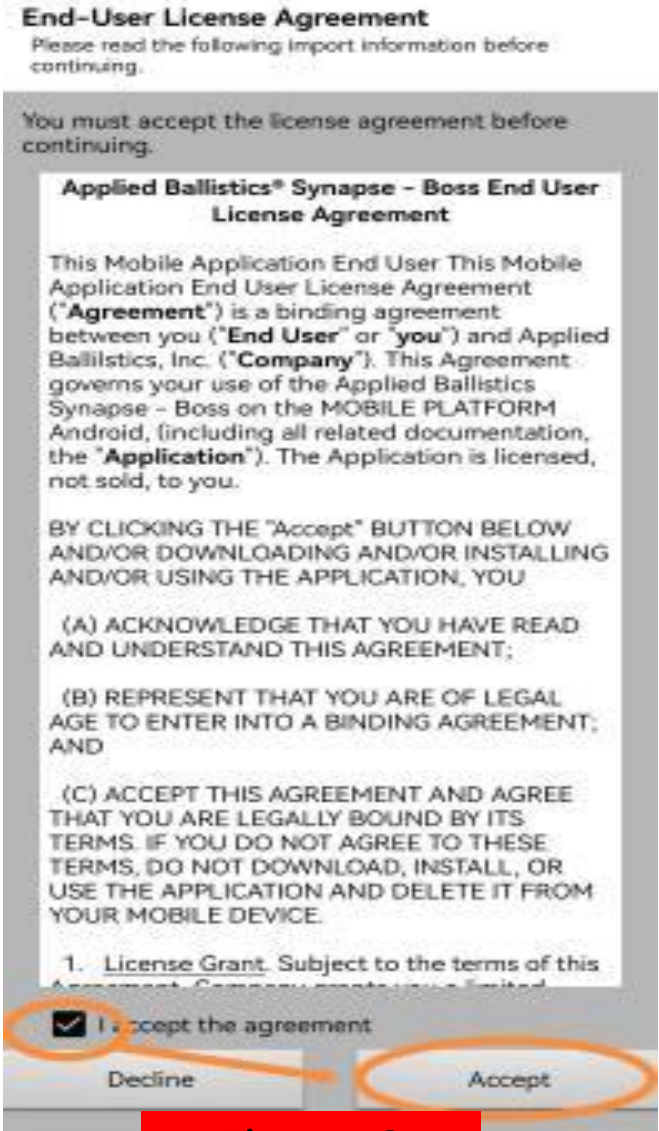 End-User License Agreement
Please read the following import information before
continuing.
You must accept the license agreement before
continuing.
Applied Ballistics® Synapse - Boss End User
License Agreement
This Mobile Application End User This Mobile
Application End User License Agreement
("Agreement") is a binding agreement
between you ("End User" or "you") and Applied
Ballilstics, Inc. ("Company"). This Agreement
governs your use of the Applied Ballistics
Synapse - Boss on the MOBILE PLATFORM
Android, (including all related documentation,
the "Application"). The Application is licensed,
not sold, to you.
BY CLICKING THE "Accept" BUTTON BELOW
AND/OR DOWNLOADING AND/OR INSTALLING
AND/OR USING THE APPLICATION, YOU
(A) ACKNOWLEDGE THAT YOU HAVE READ
AND UNDERSTAND THIS AGREEMENT;
(B) REPRESENT THAT YOU ARE OF LEGAL
AGE TO ENTER INTO A BINDING AGREEMENT;
AND
(C) ACCEPT THIS AGREEMENT AND AGREE
THAT YOU ARE LEGALLY BOUND BY ITS
TERMS. IF YOU DO NOT AGREE TO THESE
TERMS, DO NOT DOWNLOAD, INSTALL, OR
USE THE APPLICATION AND DELETE IT FROM
YOUR MOBILE DEVICE.
1. License Grant. Subject to the terms of this
I accept the agreement
Decline
Accept